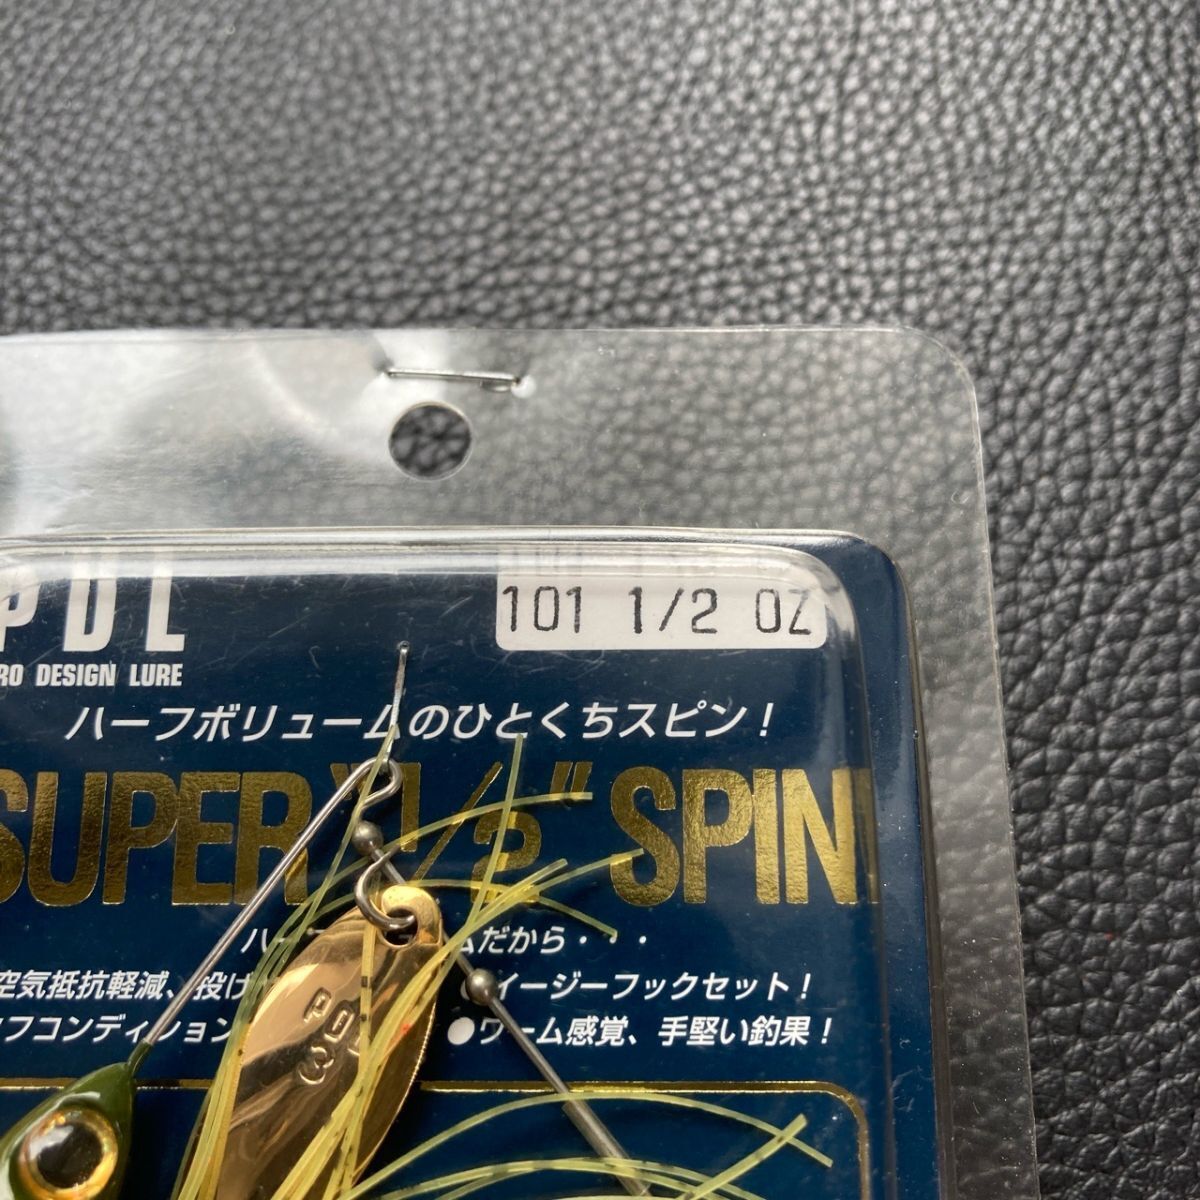 PDL
101 1/2 OZ
RO DESIGN LURE
ハーフボリュームのひとくちスピン！
SUPER "1/2" SPIN
だから・・・
空気抵抗軽減、投げ
イージーフックセット！
フコンディション
●ワーム感覚、手堅い釣果！
PDL
3